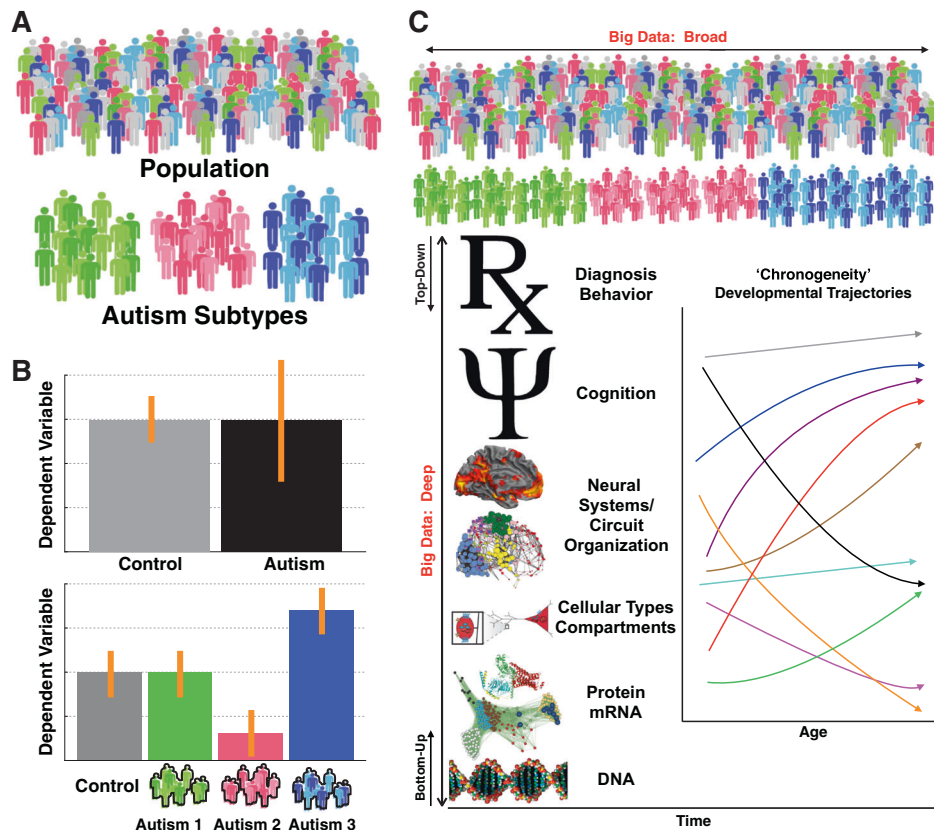 A
Population
Autism Subtypes
B
Dependent Variable
Control
Autism
Dependent Variable
Control
Autism 1
Autism 2
Autism 3
C
Big Data: Broad
Top-Down
Big Data: Deep
Bottom-Up
Rx
Diagnosis
Behavior
Ψ
Cognition
Neural
Systems/
Circuit
Organization
Cellular Types
Compartments
Protein
mRNA
DNA
‘Chronogeneity’
Developmental Trajectories
Age
Time